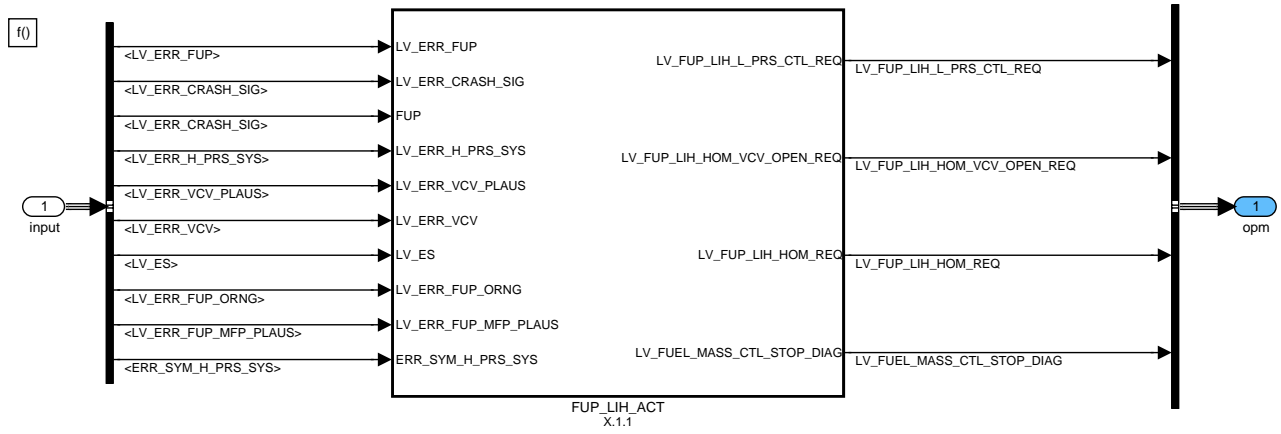 f()
LV_ERR_FUP
<LV_ERR_FUP>
LV_ERR_CRASH_SIG
<LV_ERR_CRASH_SIG>
FUP
<LV_ERR_CRASH_SIG>
LV_ERR_H_PRS_SYS
<LV_ERR_H_PRS_SYS>
LV_ERR_VCV_PLAUS
<LV_ERR_VCV_PLAUS>
LV_ERR_VCV
<LV_ERR_VCV>
LV_ES
<LV_ES>
LV_ERR_FUP_ORNG
<LV_ERR_FUP_ORNG>
LV_ERR_FUP_MFP_PLAUS
<LV_ERR_FUP_MFP_PLAUS>
ERR_SYM_H_PRS_SYS
<ERR_SYM_H_PRS_SYS>
1
input
LV_FUP_LIH_L_PRS_CTL_REQ
LV_FUP_LIH_L_PRS_CTL_REQ
LV_FUP_LIH_HOM_VCV_OPEN_REQ
LV_FUP_LIH_HOM_VCV_OPEN_REQ
LV_FUP_LIH_HOM_REQ
LV_FUP_LIH_HOM_REQ
LV_FUEL_MASS_CTL_STOP_DIAG
LV_FUEL_MASS_CTL_STOP_DIAG
1
opm
FUP_LIH_ACT
X.1.1